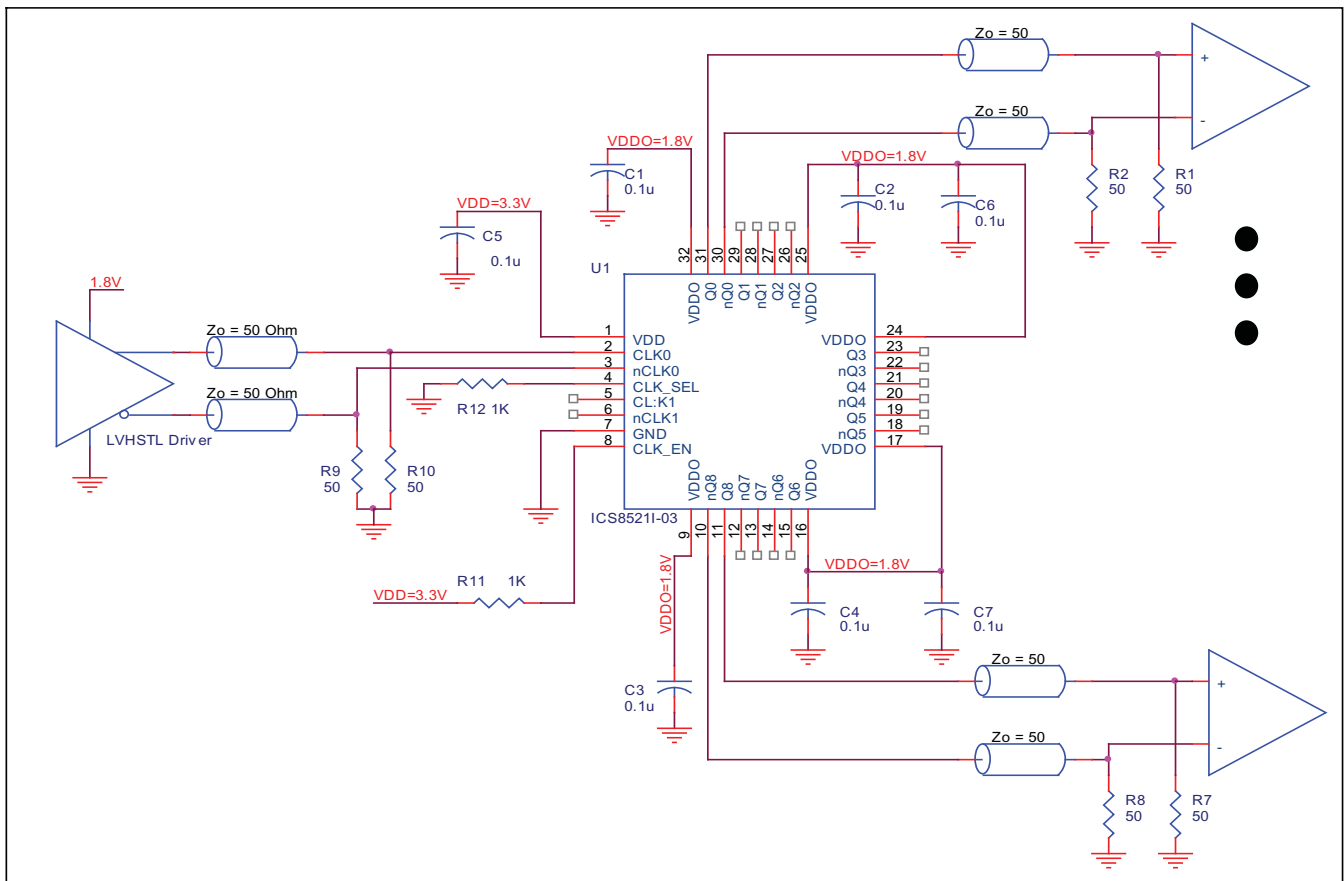 Zo = 50
+
Zo = 50
-
VDDO=1.8V
C1
0.1u
VDDO=1.8V
C2
0.1u
C6
0.1u
R2
50
R1
50
VDD=3.3V
C5
0.1u
U1
32
31
30
29
28
27
26
25
VDDO
Q0
nQ0
Q1
nQ1
Q2
nQ2
VDDO
1.8V
Zo = 50 Ohm
Zo = 50 Ohm
LVHSTL Driver
R9
50
R10
50
R12 1K
1
2
3
4
5
6
7
8
VDD
CLK0
nCLK0
CLK_SEL
CL:K1
nCLK1
GND
CLK_EN
24
23
22
21
20
19
18
17
VDDO
Q3
nQ3
Q4
nQ4
Q5
nQ5
VDDO
VDDO
nQ8
Q8
nQ7
Q7
nQ6
Q6
VDDO
ICS8521I-03
9
10
11
12
13
14
15
16
VDD=3.3V
R11 1K
VDDO=1.8V
C3
0.1u
VDDO=1.8V
C4
0.1u
C7
0.1u
Zo = 50
+
Zo = 50
-
R8
50
R7
50